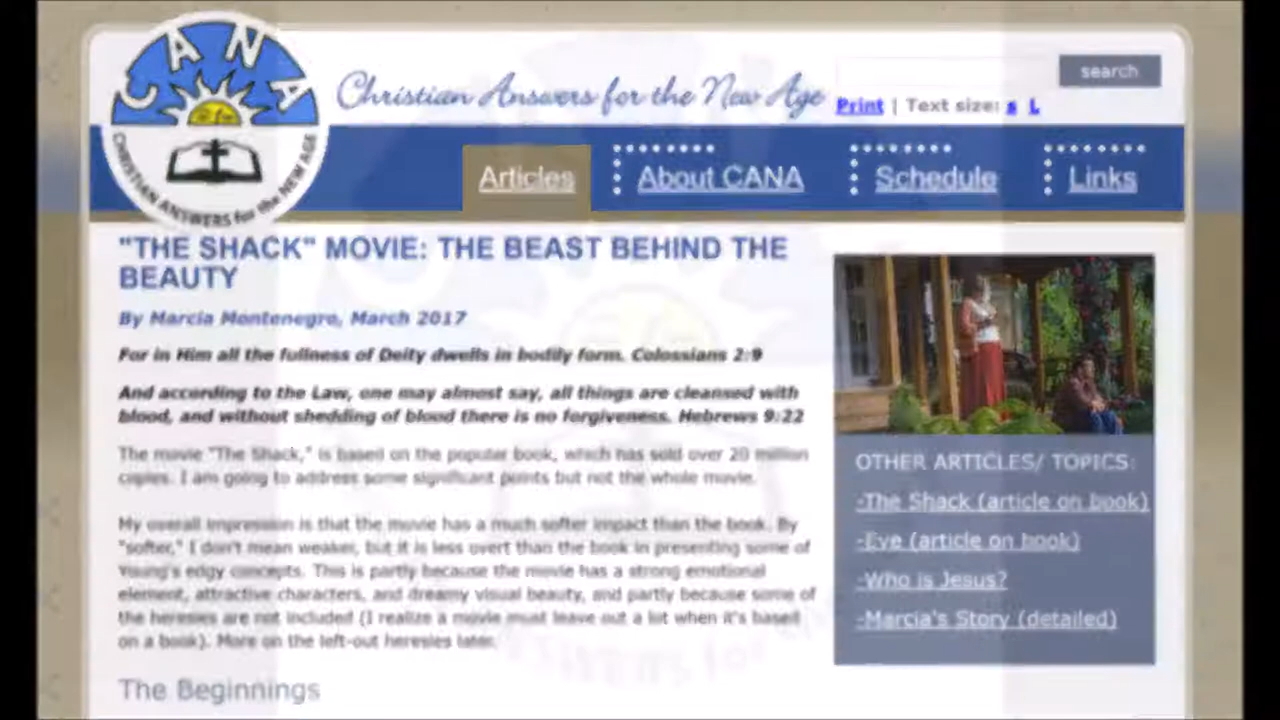 CANA
CHRISTIAN ANSWERS for the NEW AGE
Christian Answers for the New Age
search
Print | Text size: s L
Articles
About CANA
Schedule
Links
"THE SHACK" MOVIE: THE BEAST BEHIND THE
BEAUTY
By Marcia Montenegro, March 2017
For in Him all the fullness of Deity dwells in bodily form. Colossians 2:9
And according to the Law, one may almost say, all things are cleansed with
blood, and without shedding of blood there is no forgiveness. Hebrews 9:22
The movie "The Shack," is based on the popular book, which has sold over 20 million
copies. I am going to address some significant points but not the whole movie.
My overall impression is that the movie has a much softer impact than the book. By
"softer," I don't mean weaker, but it is less overt than the book in presenting some of
Young's edgy concepts. This is partly because the movie has a strong emotional
element, attractive characters, and dreamy visual beauty, and partly because some of
the heresies are not included (I realize a movie must leave out a lot when it's based
on a book). More on the left-out heresies later.
The Beginnings
OTHER ARTICLES/ TOPICS:
-The Shack (article on book)
-Eve (article on book)
-Who is Jesus?
-Marcia's Story (detailed)
ANSWERS for